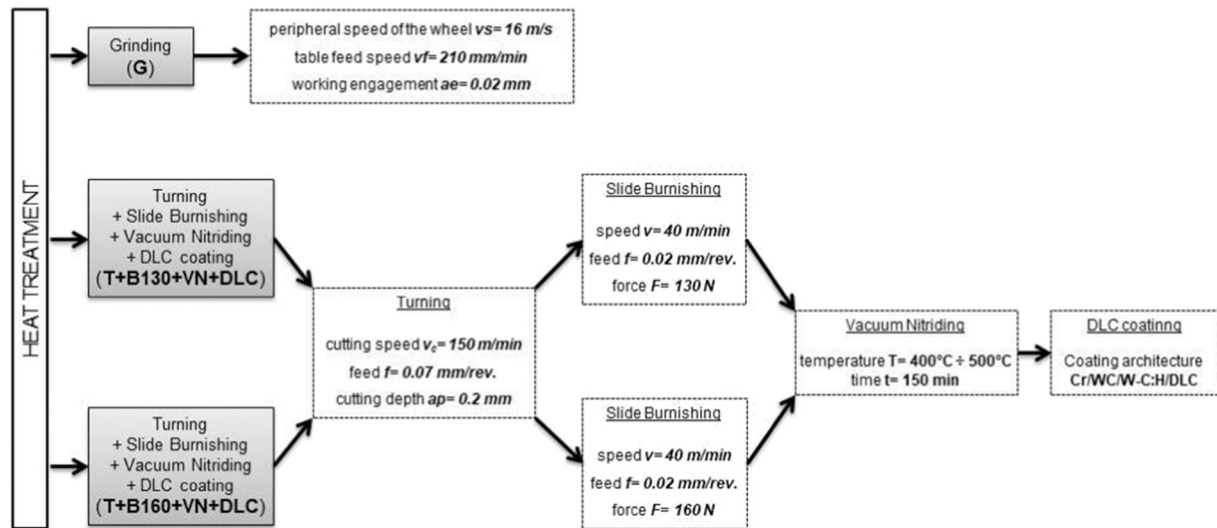 HEAT TREATMENT
Grinding
(G)
peripheral speed of the wheel vs= 16 m/s
table feed speed vf= 210 mm/min
working engagement ae= 0.02 mm
Turning
+ Slide Burnishing
+ Vacuum Nitriding
+ DLC coating
(T+B130+VN+DLC)
Turning
+ Slide Burnishing
+ Vacuum Nitriding
+ DLC coating
(T+B160+VN+DLC)
Turning
cutting speed vc= 150 m/min
feed f= 0.07 mm/rev.
cutting depth ap= 0.2 mm
Slide Burnishing
speed v= 40 m/min
feed f= 0.02 mm/rev.
force F= 130 N
Slide Burnishing
speed v= 40 m/min
feed f= 0.02 mm/rev.
force F= 160 N
Vacuum Nitriding
temperature T= 400°C ÷ 500°C
time t= 150 min
DLC coatinng
Coating architecture
Cr/WC/W-C:H/DLC